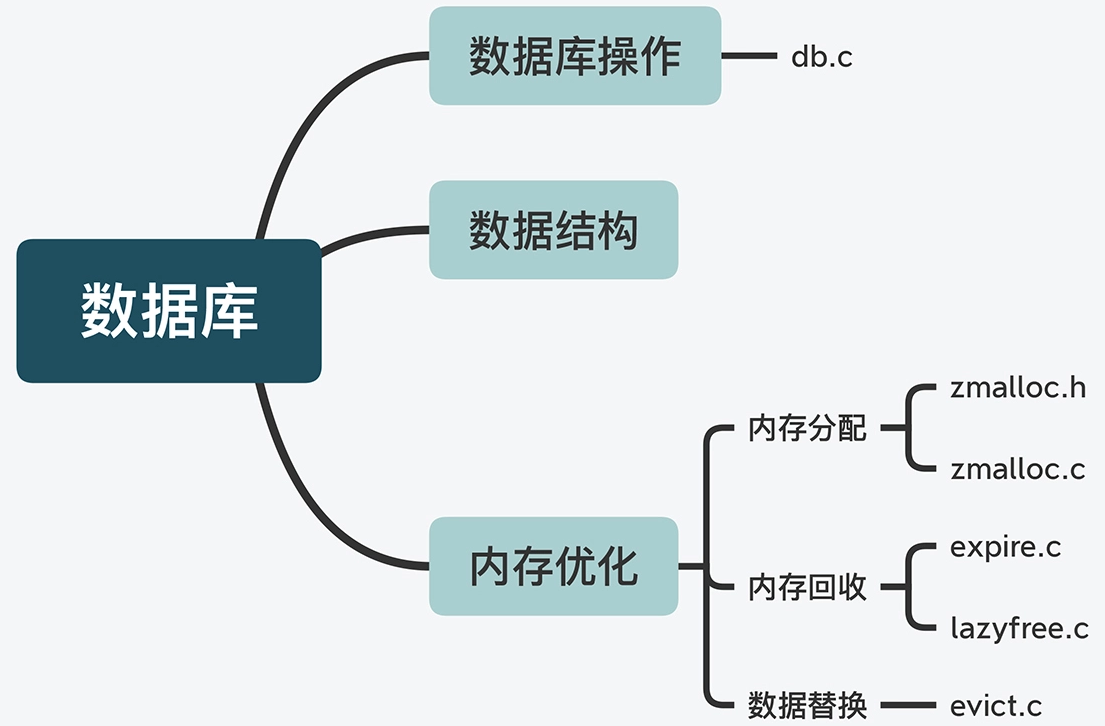 数据库操作
db.c
数据结构
数据库
zmalloc.h
内存分配
zmalloc.c
内存优化
expire.c
内存回收
lazyfree.c
数据替换
evict.c